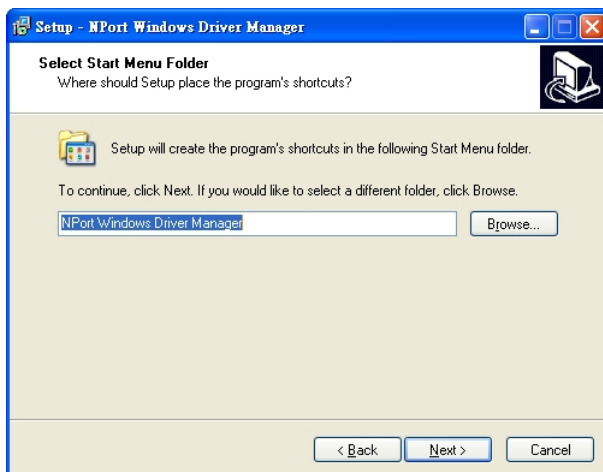 Setup - NPort Windows Driver Manager
Select Start Menu Folder
Where should Setup place the program's shortcuts?
Setup will create the program's shortcuts in the following Start Menu folder.
To continue, click Next. If you would like to select a different folder, click Browse.
NPort Windows Driver Manager
Browse...
< Back
Next >
Cancel